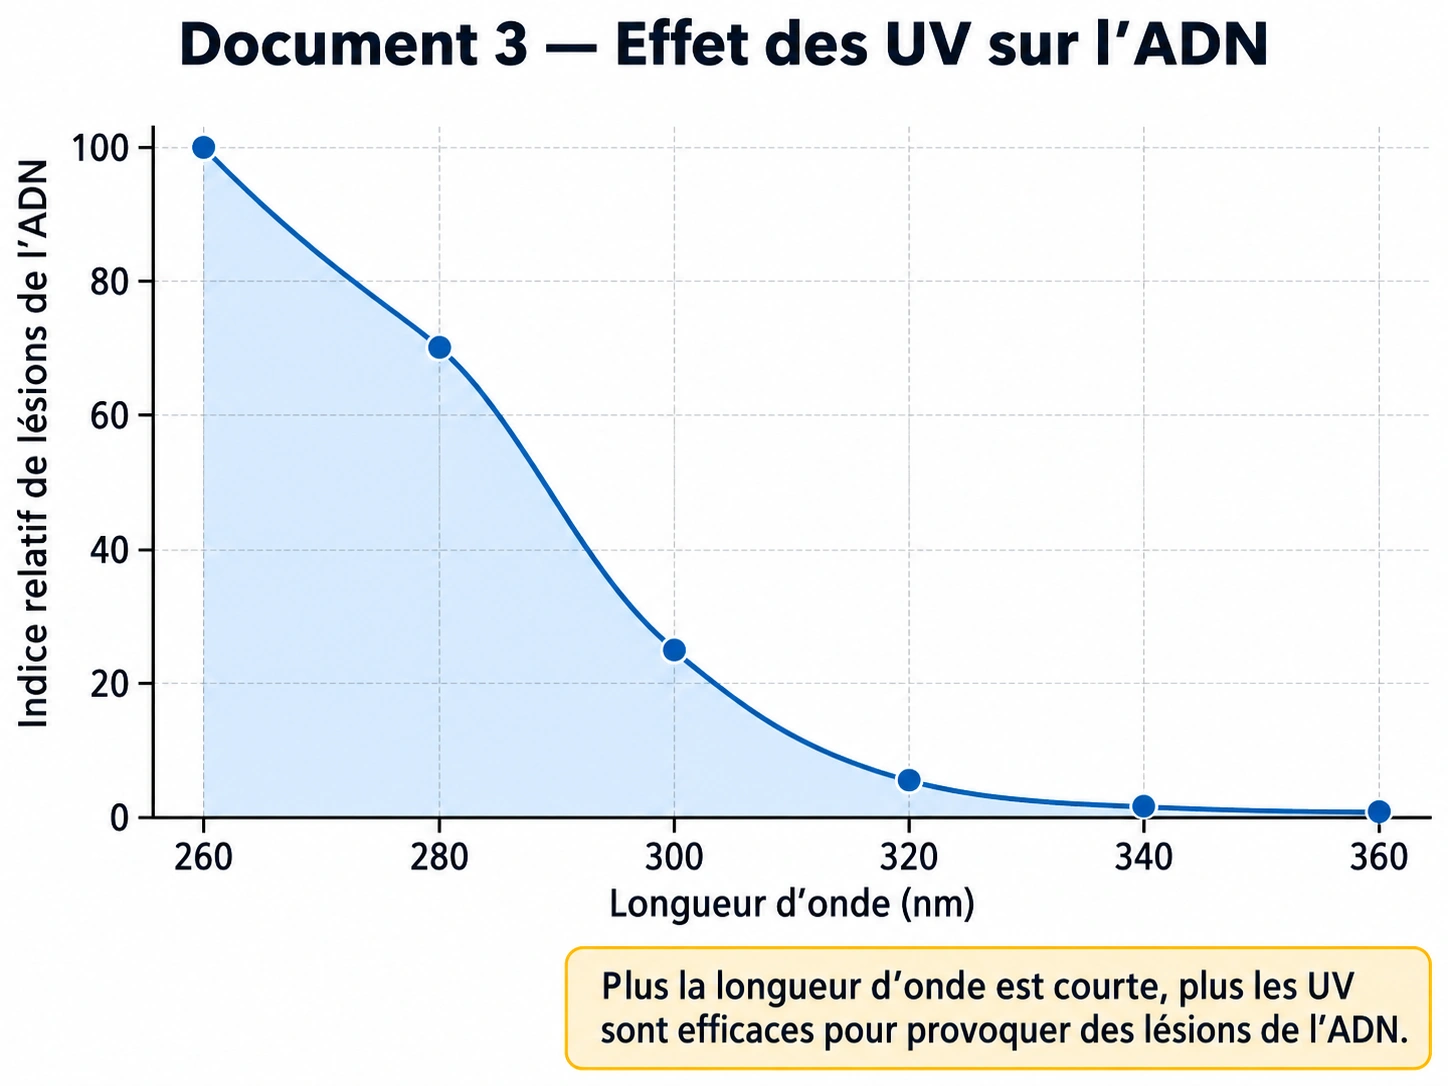 Document 3 — Effet des UV sur l’ADN
Indice relatif de lésions de l’ADN
100
80
60
40
20
0
260 280 300 320 340 360
Longueur d’onde (nm)
Plus la longueur d’onde est courte, plus les UV
sont efficaces pour provoquer des lésions de l’ADN.